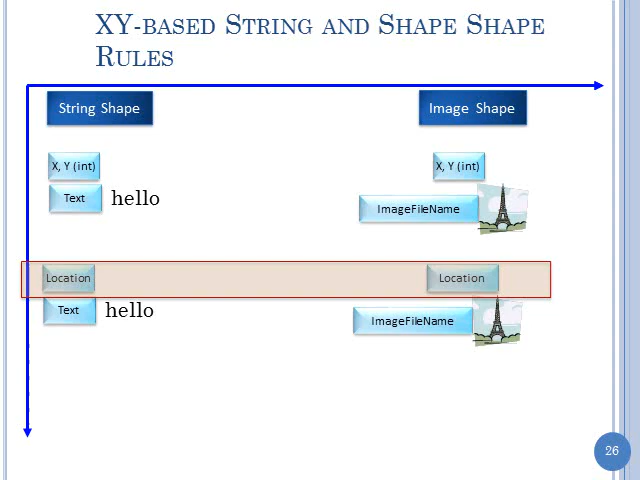 XY-BASED STRING AND SHAPE SHAPE
RULES
String Shape
Image Shape
X, Y (int)
X, Y (int)
Text
hello
ImageFileName
Location
Location
Text
hello
ImageFileName
26